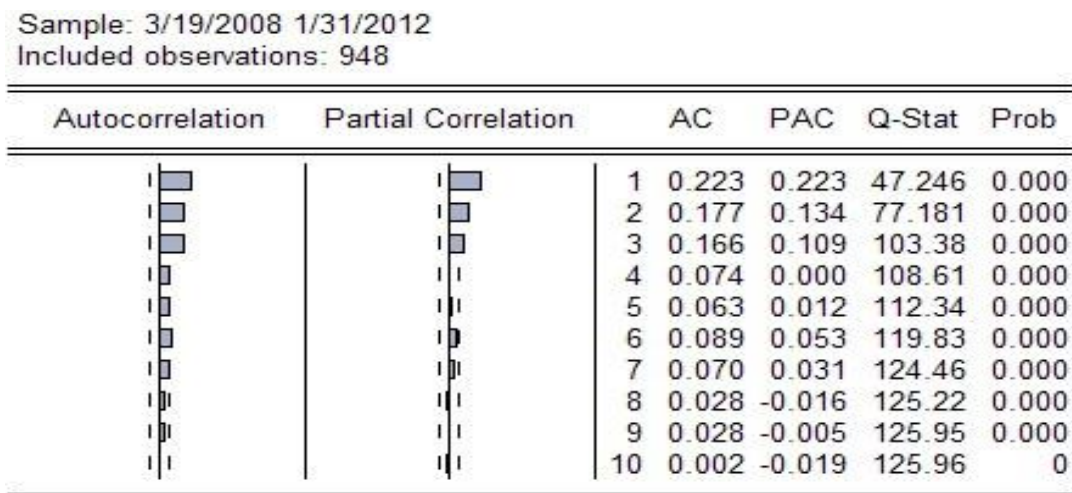 Sample: 3/19/2008 1/31/2012
Included observations: 948
Autocorrelation Partial Correlation AC PAC Q-Stat Prob
1 0.223 0.223 47.246 0.000
2 0.177 0.134 77.181 0.000
3 0.166 0.109 103.38 0.000
4 0.074 0.000 108.61 0.000
5 0.063 0.012 112.34 0.000
6 0.089 0.053 119.83 0.000
7 0.070 0.031 124.46 0.000
8 0.028 -0.016 125.22 0.000
9 0.028 -0.005 125.95 0.000
10 0.002 -0.019 125.96 0